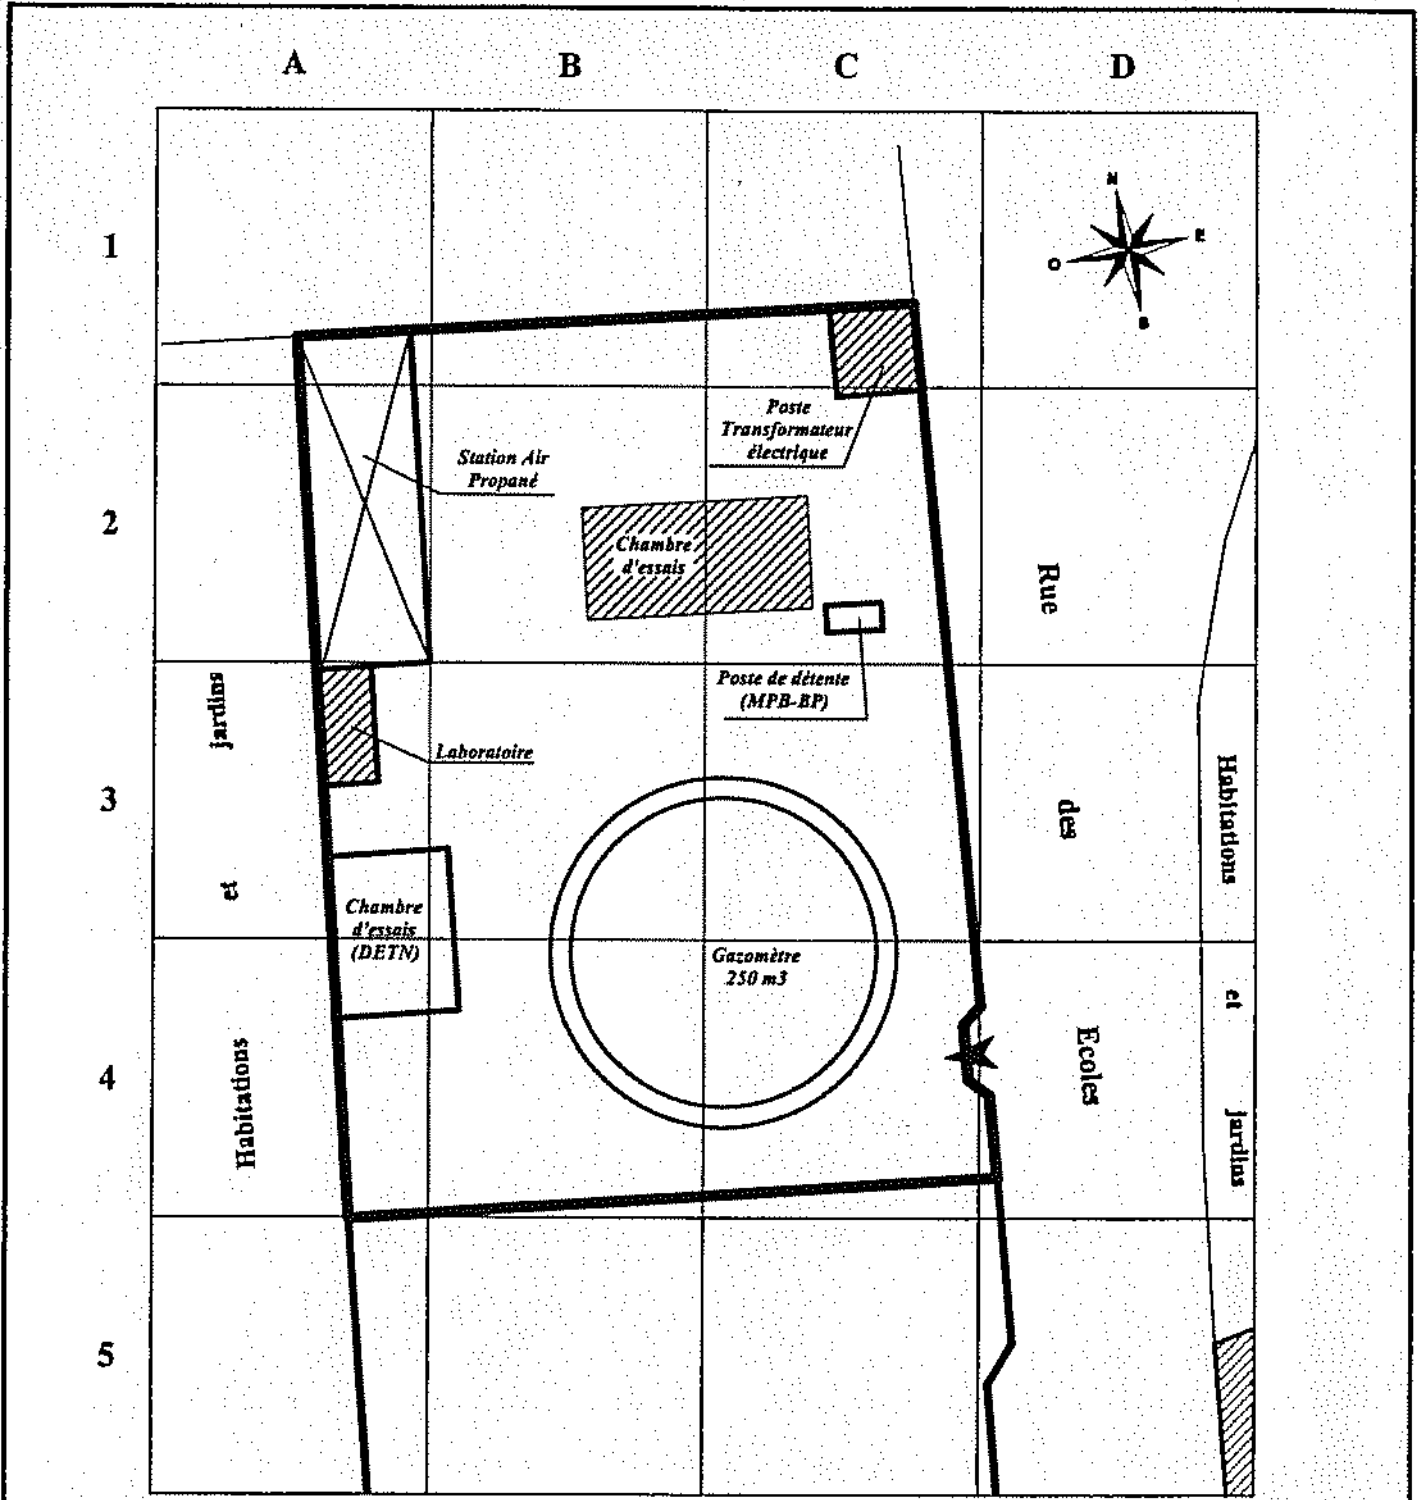 A B C D
1
N
E
O
S
Poste
Transformateur
électrique
Station Air
Propané
2
Chambre
d'essais
Rue
Poste de détente
(MPB-BP)
jardins
Laboratoire
3
Habitations
des
et
Chambre
d'essais
(DETN)
Gazomètre
250 m3
et
4
Ecoles
Habitations
jardins
5